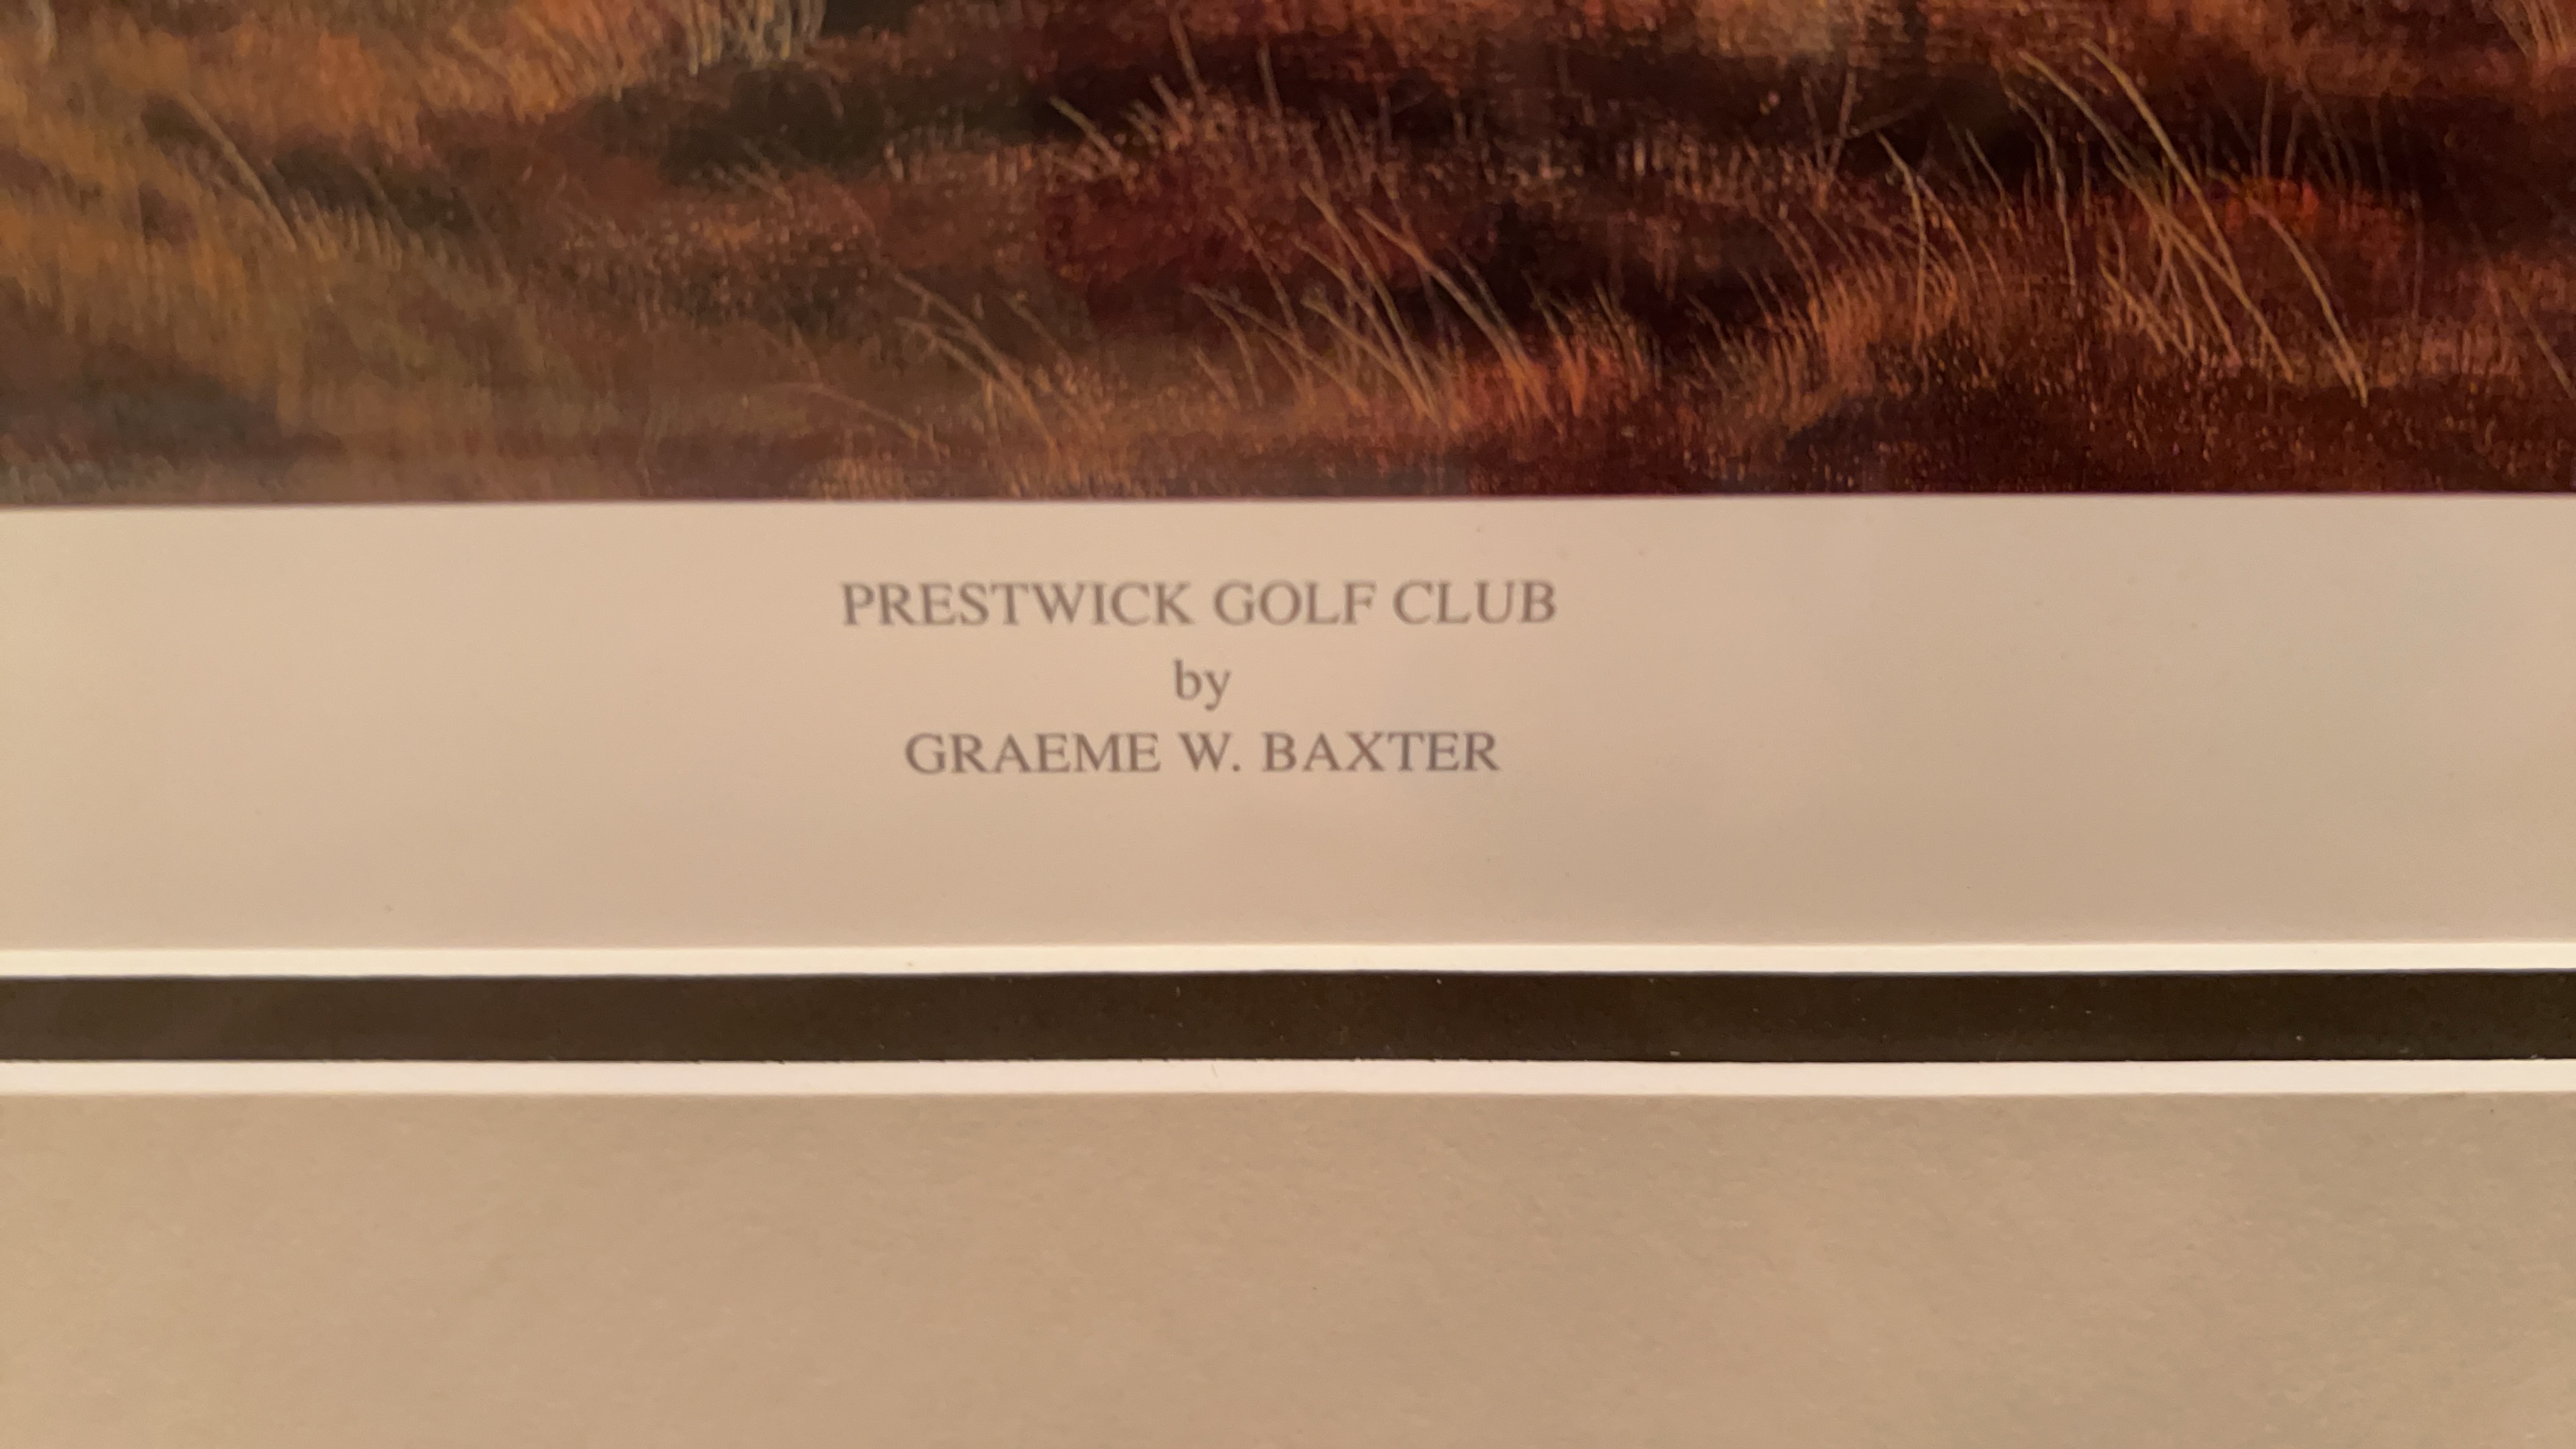 PRESTWICK GOLF CLUB
by
GRAEME W. BAXTER